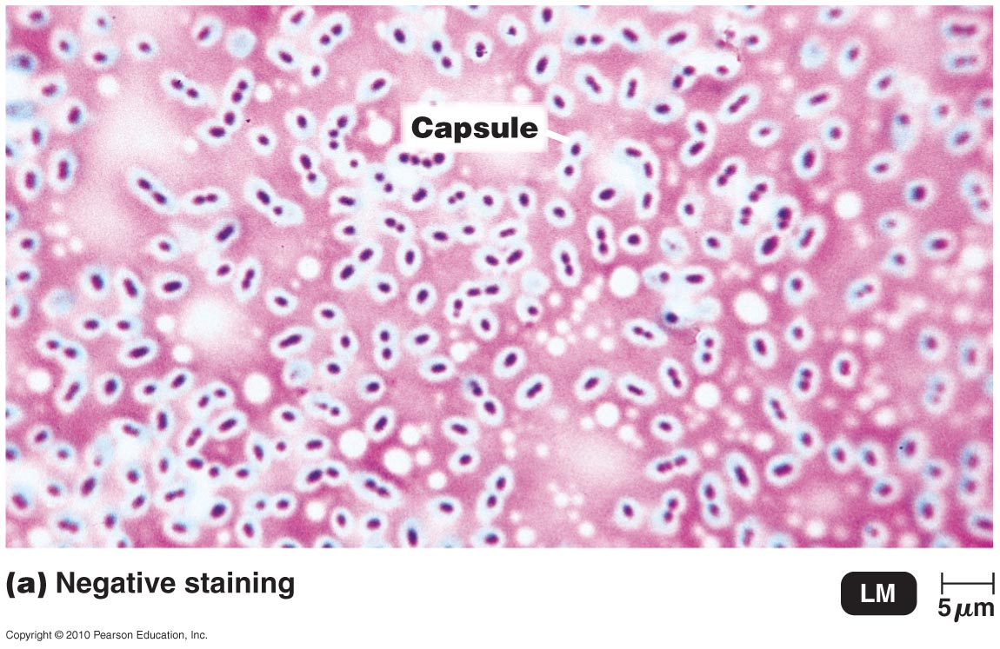 Capsule
(a) Negative staining
LM
5 μm
Copyright © 2010 Pearson Education, Inc.